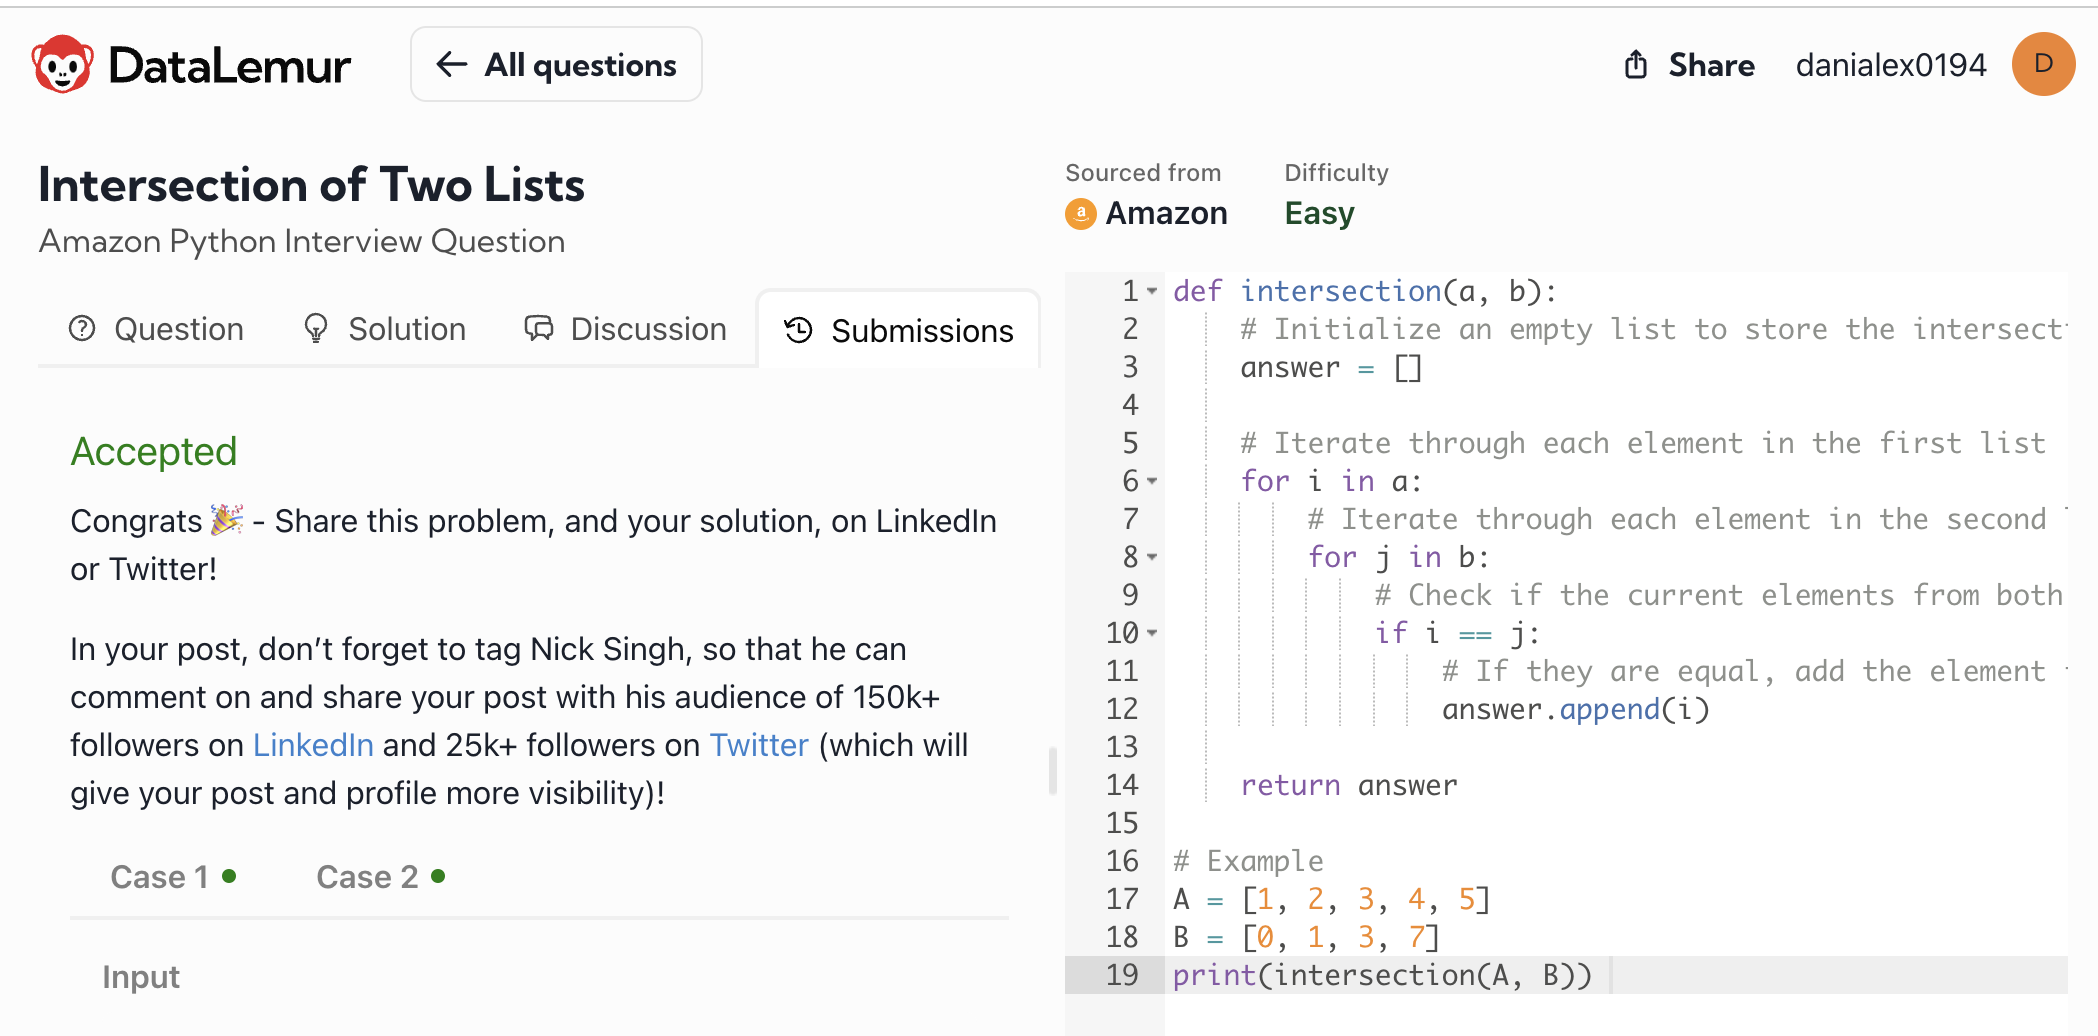 DataLemur
← All questions
Share
danialex0194
D
Intersection of Two Lists
Amazon Python Interview Question
Sourced from
Amazon
Difficulty
Easy
Question
Solution
Discussion
Submissions
Accepted
Congrats 🎉 - Share this problem, and your solution, on LinkedIn
or Twitter!
In your post, don’t forget to tag Nick Singh, so that he can
comment on and share your post with his audience of 150k+
followers on LinkedIn and 25k+ followers on Twitter (which will
give your post and profile more visibility)!
Case 1
Case 2
Input
1 def intersection(a, b):
2 # Initialize an empty list to store the
3 answer = []
4
5 # Iterate through each element in the first list
6 for i in a:
7 # Iterate through each element in the second
8 for j in b:
9 # Check if the current elements from both
10 if i == j:
11 # If they are equal, add the element
12 answer.append(i)
13
14 return answer
15
16 # Example
17 A = [1, 2, 3, 4, 5]
18 B = [0, 1, 3, 7]
19 print(intersection(A, B))